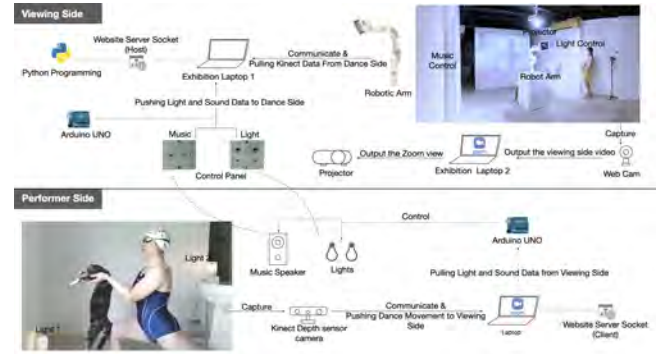 Viewing Side
Website Server Socket
(Host)
Python Programming
Exhibition Laptop 1
Communicate &
Pulling Kinect Data From Dance Side
Robotic Arm
Projector
Light Control
Music
Control
Robot Arm
Pushing Light and Sound Data to Dance Side
Arduino UNO
Music
Light
Control Panel
Projector
Output the Zoom view
Exhibition Laptop 2
Output the viewing side video
Capture
Web Cam
Performer Side
Light 2
Light 1
Music Speaker
Lights
Control
Arduino UNO
Pulling Light and Sound Data from Viewing Side
Capture
Kinect Depth sensor
camera
Communicate &
Pushing Dance Movement to Viewing
Side
Laptop
Website Server Socket
(Client)